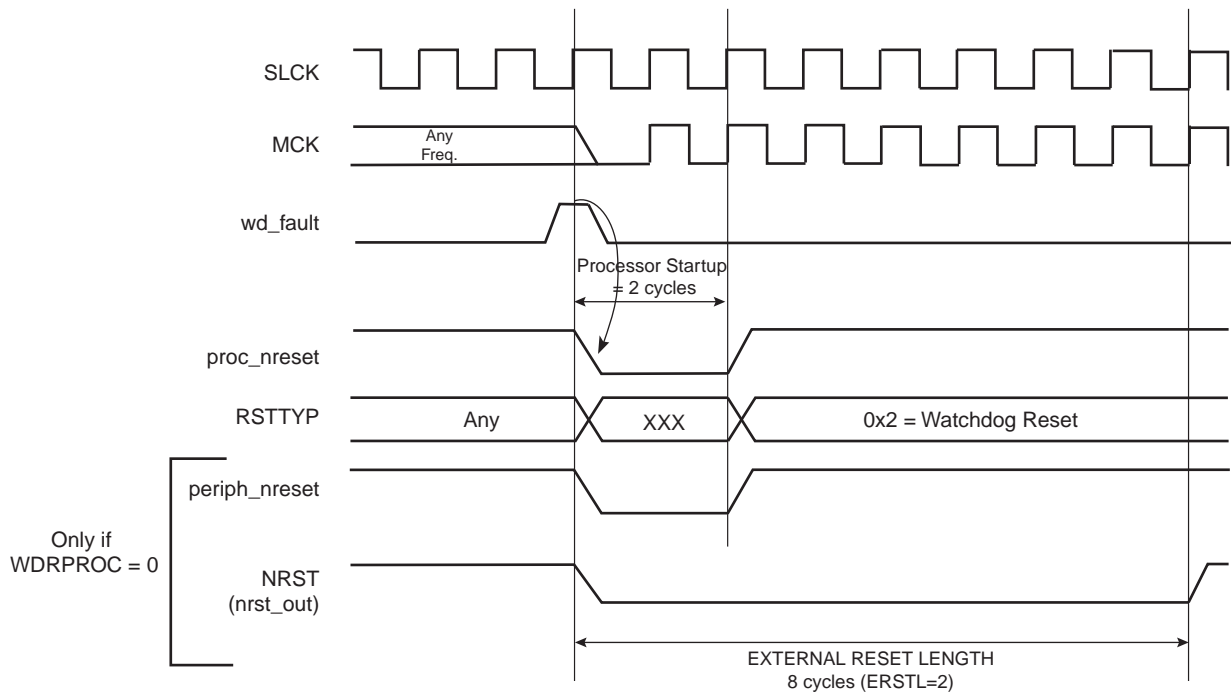 SLCK
MCK
Any
Freq.
wd_fault
Processor Startup
= 2 cycles
proc_nreset
RSTTYP
Any
XXX
0x2 = Watchdog Reset
periph_nreset
Only if
WDRPROC = 0
NRST
(nrst_out)
EXTERNAL RESET LENGTH
8 cycles (ERSTL=2)